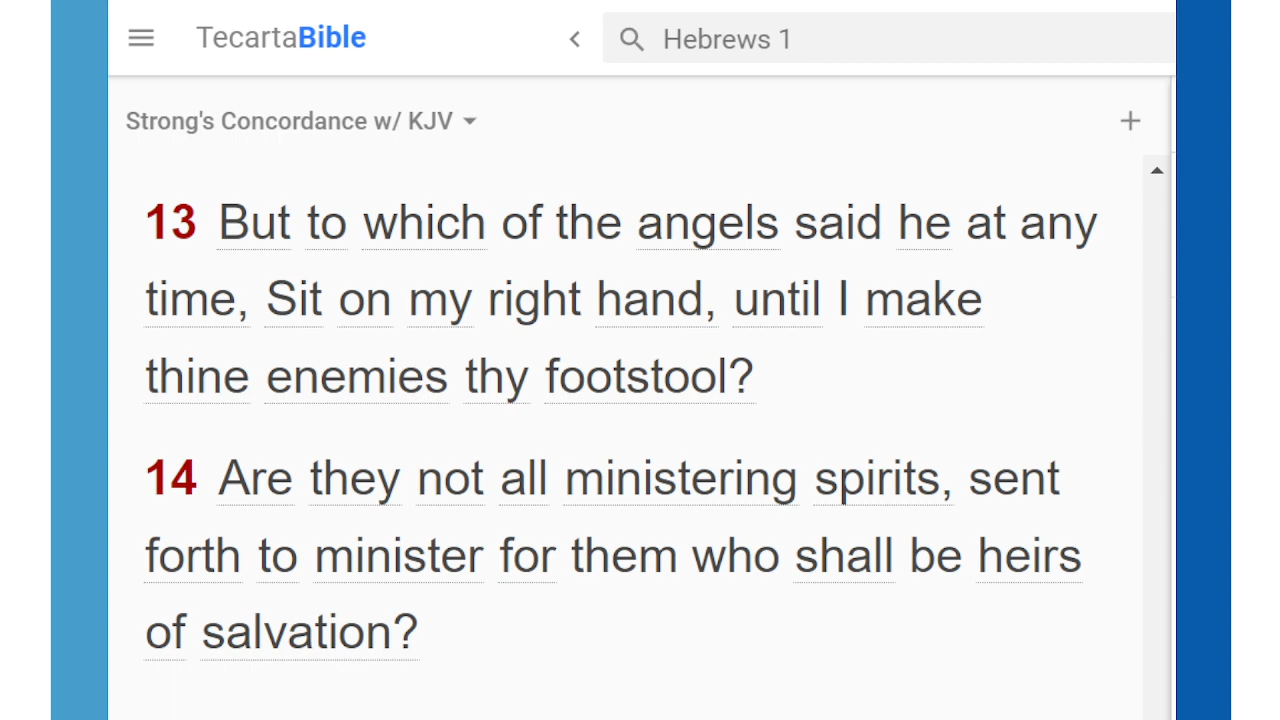 TecartaBible
Hebrews 1
Strong's Concordance w/ KJV
13 But to which of the angels said he at any
time, Sit on my right hand, until I make
thine enemies thy footstool?
14 Are they not all ministering spirits, sent
forth to minister for them who shall be heirs
of salvation?